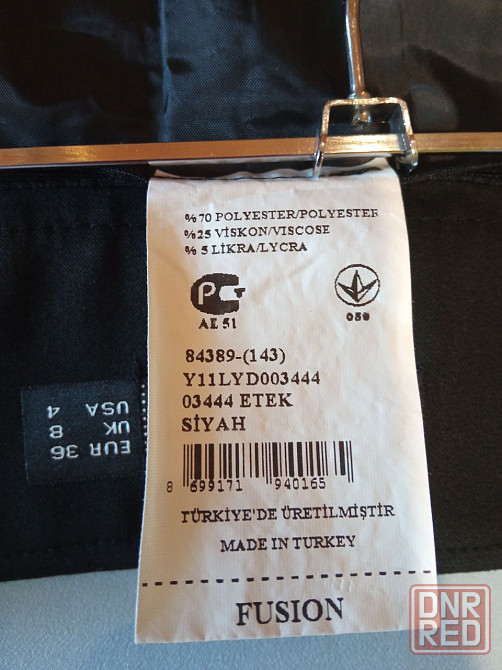 %70 POLYESTER/POLYESTER
%25 VİSKON/VISCOSE
% 5 LİKRA/LYCRA
PCT
AE 51
84389-(143)
Y11LYD003444
03444 ETEK
SİYAH
8 699171 940165
TÜRKİYE'DE ÜRETİLMİŞTİR
MADE IN TURKEY
FUSION
EUR 36
UK 8
USA 4
DNR
RED